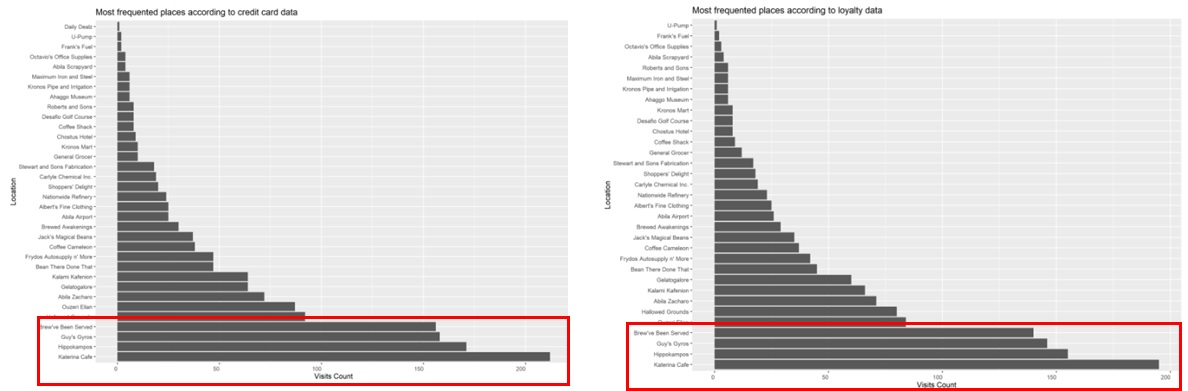 Most frequented places according to credit card data
Daily Dealz
U-Pump
Frank's Fuel
Octavio's Office Supplies
Abila Scrapyard
Maximum Iron and Steel
Kronos Pipe and Irrigation
Ahaggo Museum
Roberts and Sons
Desafio Golf Course
Coffee Shack
Chostus Hotel
Kronos Mart
General Grocer
Stewart and Sons Fabrication
Carlyle Chemical Inc.
Shoppers' Delight
Nationwide Refinery
Albert's Fine Clothing
Abila Airport
Brewed Awakenings
Jack's Magical Beans
Coffee Cameleon
Frydos Autosupply n' More
Bean There Done That
Kalami Kafenion
Gelatogalore
Abila Zacharo
Ouzeri Elian
Hallowed Grounds
Brew've Been Served
Guy's Gyros
Hippokampos
Katerina Cafe
Location
0 50 100 150 200
Visits Count
Most frequented places according to loyalty data
U-Pump
Frank's Fuel
Octavio's Office Supplies
Abila Scrapyard
Roberts and Sons
Maximum Iron and Steel
Kronos Pipe and Irrigation
Ahaggo Museum
Kronos Mart
Desafio Golf Course
Chostus Hotel
Coffee Shack
General Grocer
Stewart and Sons Fabrication
Shoppers' Delight
Carlyle Chemical Inc.
Nationwide Refinery
Albert's Fine Clothing
Abila Airport
Brewed Awakenings
Jack's Magical Beans
Coffee Cameleon
Frydos Autosupply n' More
Bean There Done That
Gelatogalore
Kalami Kafenion
Abila Zacharo
Hallowed Grounds
Ouzeri Elian
Brew've Been Served
Guy's Gyros
Hippokampos
Katerina Cafe
Location
0 50 100 150 200
Visits Count